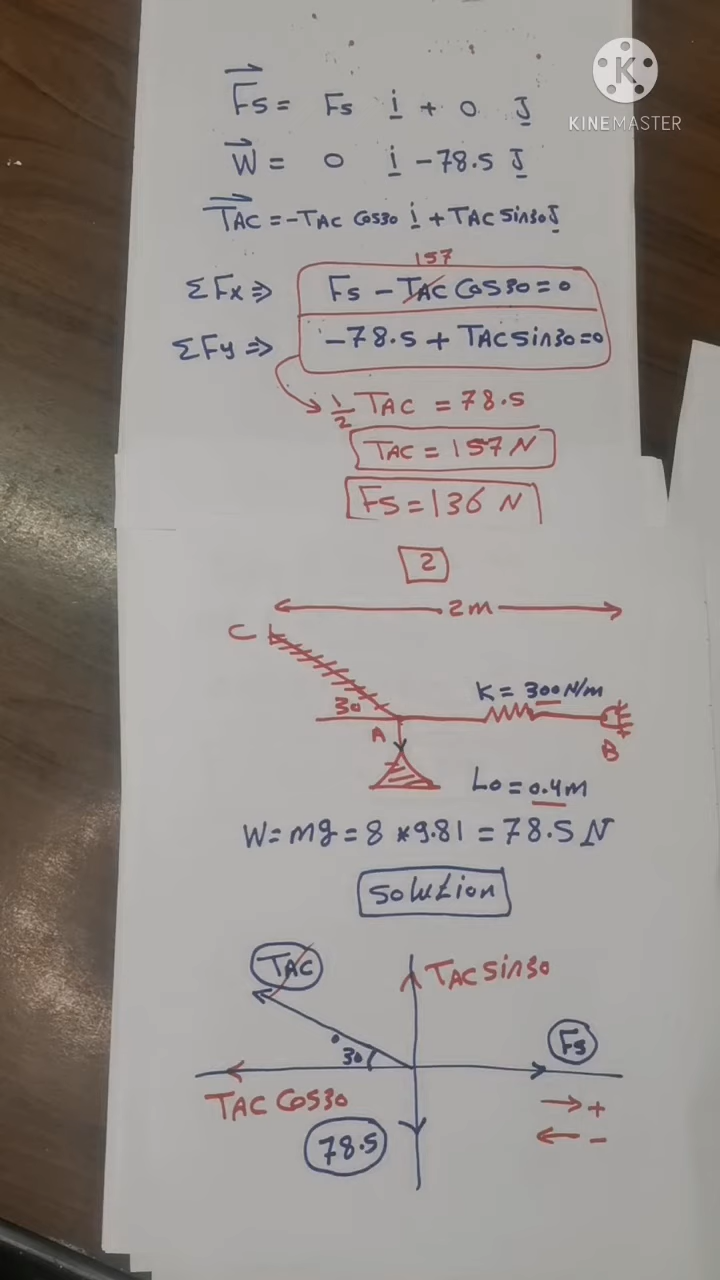 K
KINEMASTER
Fs = Fs i + 0 J
W = 0 i -78.5 J
TAC = -TAC Cos30 i + TAC Sin30 J
157
ΣFx => Fs - TAC Cos30 = 0
ΣFy => -78.5 + TAC sin30 = 0
1/2 TAC = 78.5
TAC = 157 N
Fs = 136 N
2
2m
C
K = 300 N/m
30
A
B
Lo = 0.4m
W = mg = 8 * 9.81 = 78.5 N
Solution
TAC
TAC Sin30
30
Fs
TAC Cos30
+
-
78.5